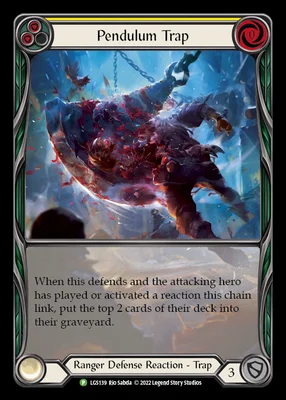 Pendulum Trap
When this defends and the attacking hero
has played or activated a reaction this chain
link, put the top 2 cards of their deck into
their graveyard.
Ranger Defense Reaction - Trap
3
P LGS139 Rio Sabda © 2022 Legend Story Studios